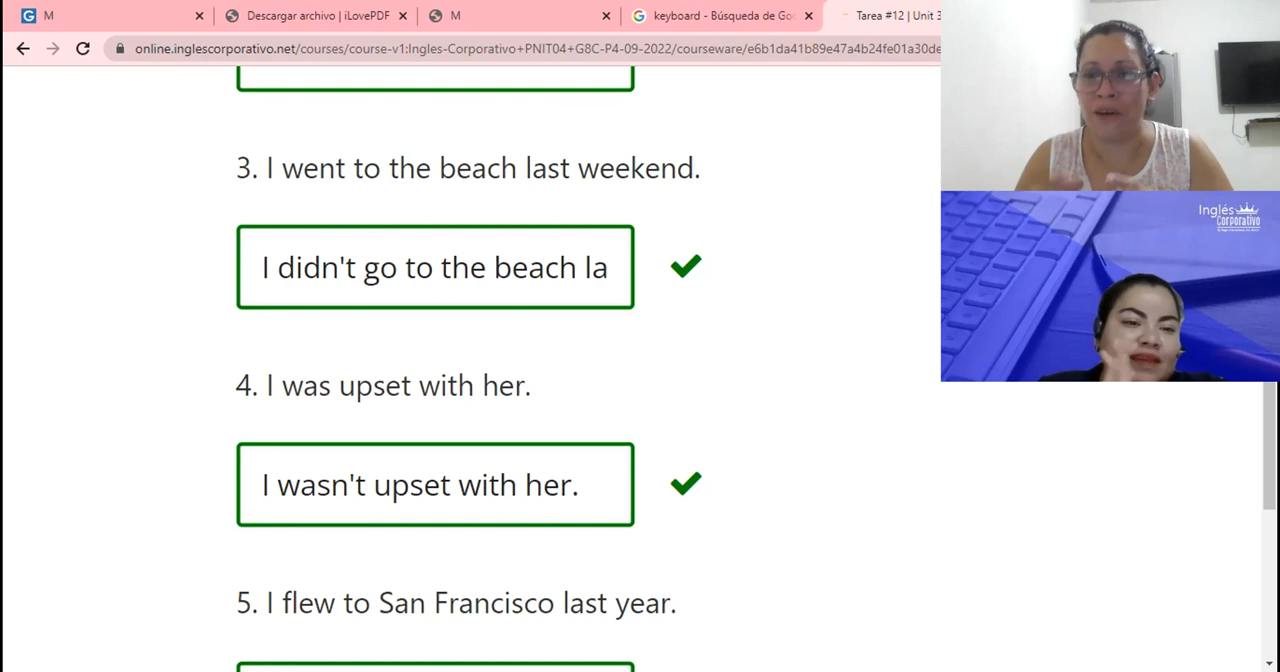 M
Descargar archivo | iLovePDF
M
keyboard - Búsqueda de Go
Tarea #12 | Unit 3
online.inglescorporativo.net/courses/course-v1:Ingles-Corporativo+PNIT04+G8C-P4-09-2022/courseware/e6b1da41b89e47a4b24fe01a30de
3. I went to the beach last weekend.
I didn't go to the beach la
4. I was upset with her.
I wasn't upset with her.
5. I flew to San Francisco last year.
Inglés
Corporativo